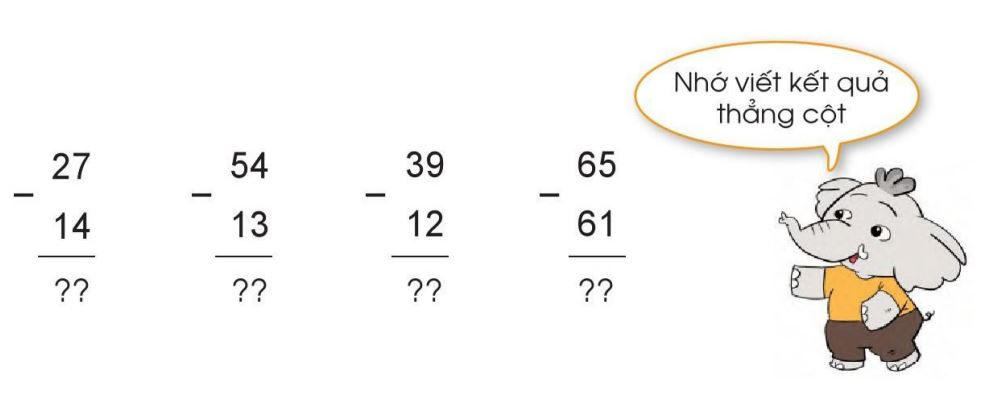 Nhớ viết kết quả
thẳng cột
27 54 39 65
– – – –
14 13 12 61
?? ?? ?? ??